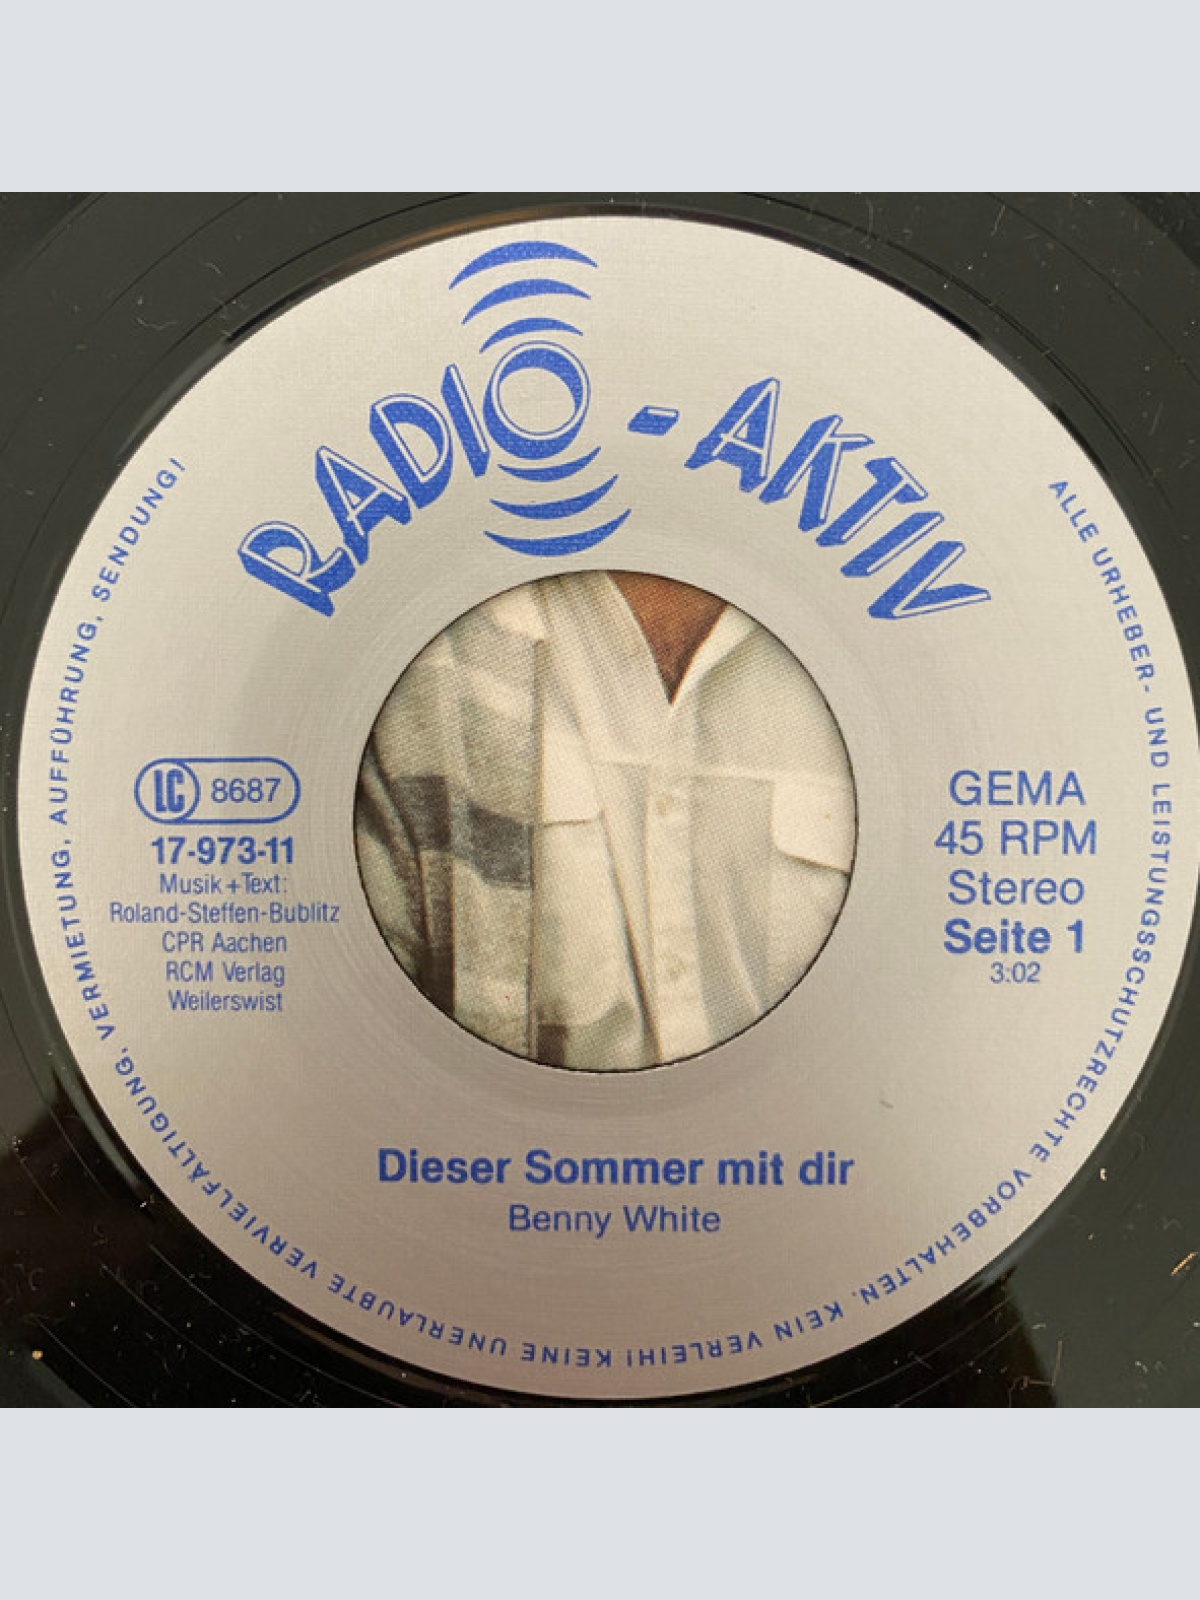 RADIO-AKTIV
LC 8687
17-973-11
Musik+Text:
Roland-Steffen-Bublitz
CPR Aachen
RCM Verlag
Weilerswist
GEMA
45 RPM
Stereo
Seite 1
3:02
Dieser Sommer mit dir
Benny White
ALLE URHEBER- UND LEISTUNGSSCHUTZRECHTE VORBEHALTEN. KEIN VERLEIH! KEINE UNERLAUBTE VERVIELFÄLTIGUNG, VERMIETUNG, AUFFÜHRUNG, SENDUNG!